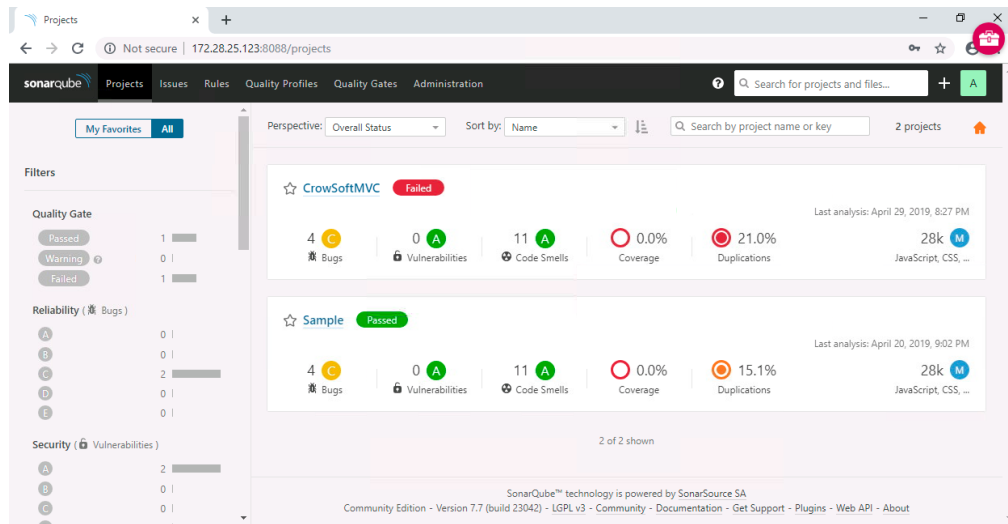 Projects
Not secure | 172.28.25.123:8088/projects
sonarqube Projects Issues Rules Quality Profiles Quality Gates Administration ? Search for projects and files... + A
My Favorites All Perspective: Overall Status Sort by: Name Search by project name or key 2 projects
Filters
Quality Gate
Passed 1
Warning ? 0
Failed 1
Reliability ( Bugs )
A 0
B 0
C 2
D 0
E 0
Security ( Vulnerabilities )
A 2
B 0
C 0
CrowSoftMVC Failed
Last analysis: April 29, 2019, 8:27 PM
4 C 0 A 11 A 0.0% 21.0% 28k M
Bugs Vulnerabilities Code Smells Coverage Duplications JavaScript, CSS, ...
Sample Passed
Last analysis: April 20, 2019, 9:02 PM
4 C 0 A 11 A 0.0% 15.1% 28k M
Bugs Vulnerabilities Code Smells Coverage Duplications JavaScript, CSS, ...
2 of 2 shown
SonarQube™ technology is powered by SonarSource SA
Community Edition - Version 7.7 (build 23042) - LGPL v3 - Community - Documentation - Get Support - Plugins - Web API - About